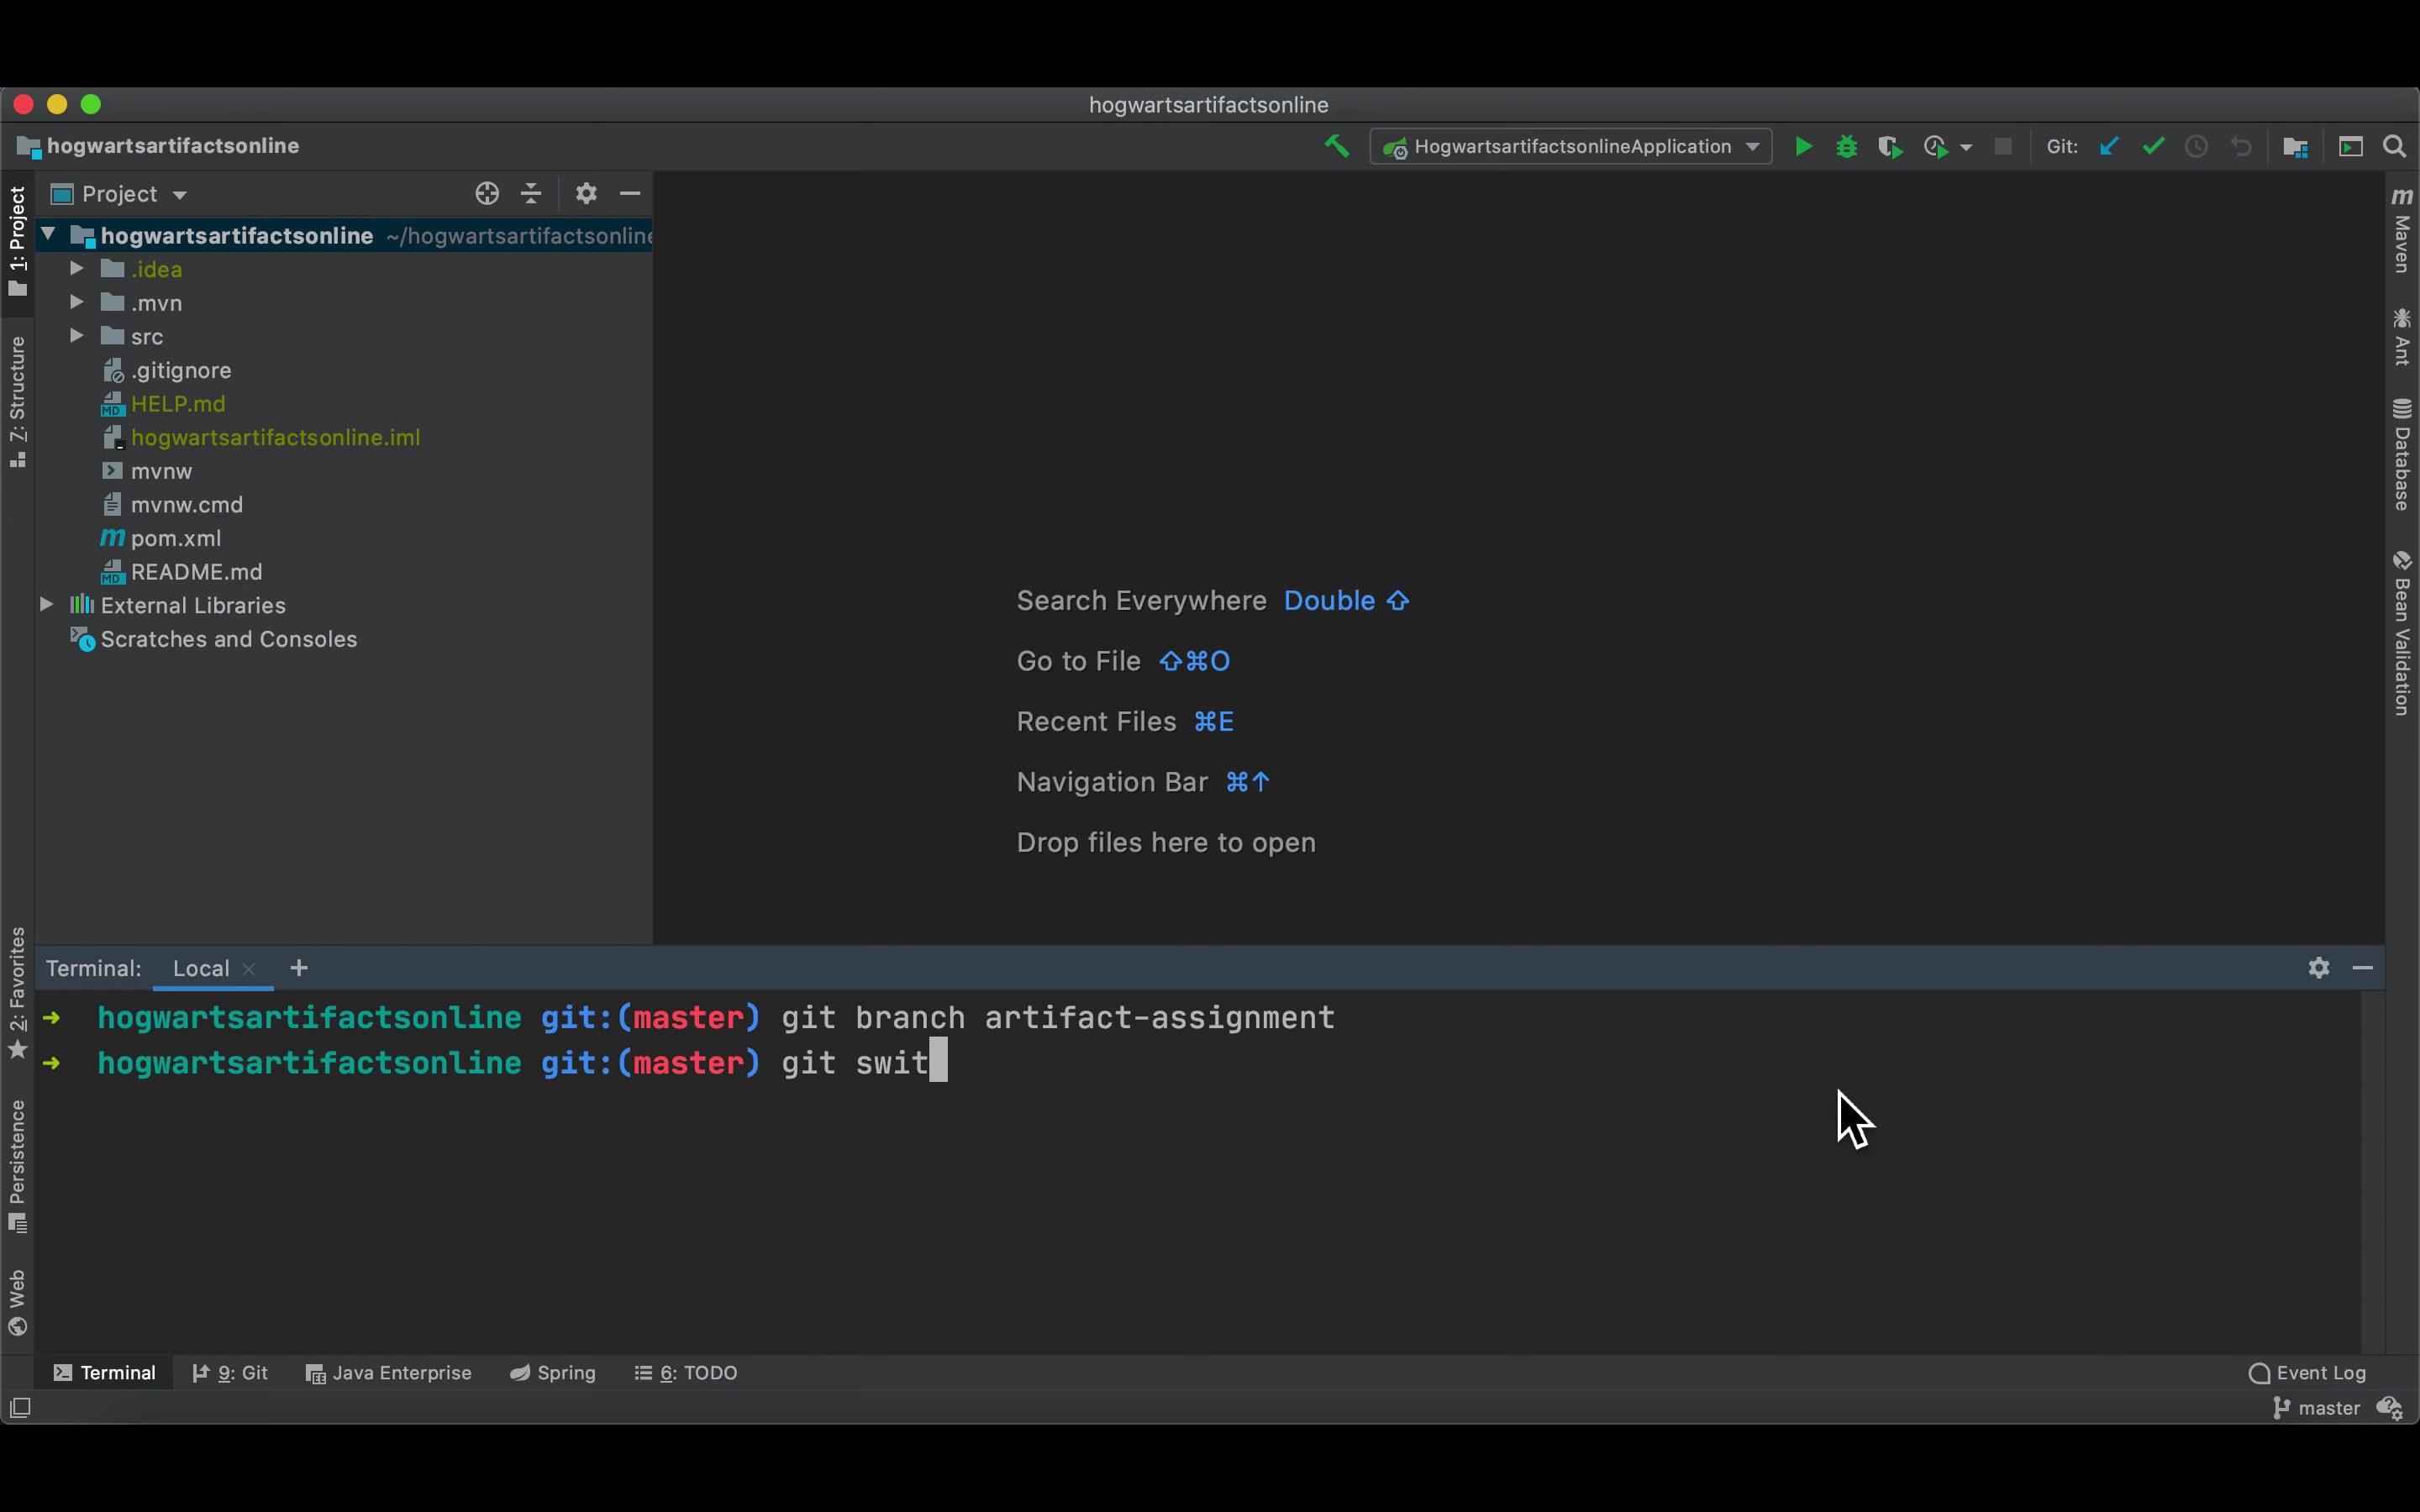 hogwartsartifactsonline
hogwartsartifactsonline
HogwartsartifactsonlineApplication
Git:
1: Project
Project
hogwartsartifactsonline ~/hogwartsartifactsonline
.idea
.mvn
src
.gitignore
HELP.md
hogwartsartifactsonline.iml
mvnw
mvnw.cmd
pom.xml
README.md
External Libraries
Scratches and Consoles
Z: Structure
2: Favorites
Persistence
Web
Search Everywhere Double ⇧
Go to File ⇧⌘O
Recent Files ⌘E
Navigation Bar ⌘↑
Drop files here to open
m Maven
Ant
Database
Bean Validation
Terminal: Local × +
➜ hogwartsartifactsonline git:(master) git branch artifact-assignment
➜ hogwartsartifactsonline git:(master) git swit
Terminal 9: Git Java Enterprise Spring 6: TODO Event Log
master